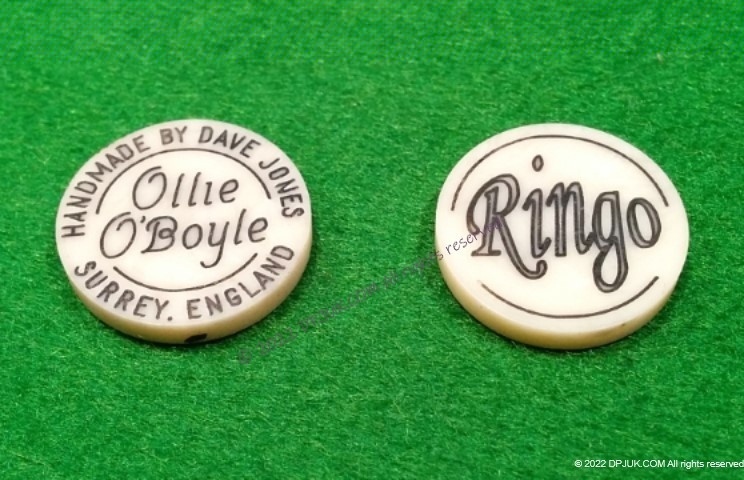 HANDMADE BY DAVE JONES
Ollie
O'Boyle
SURREY. ENGLAND
Ringo
© 2022 DPJUK.COM All rights reserved